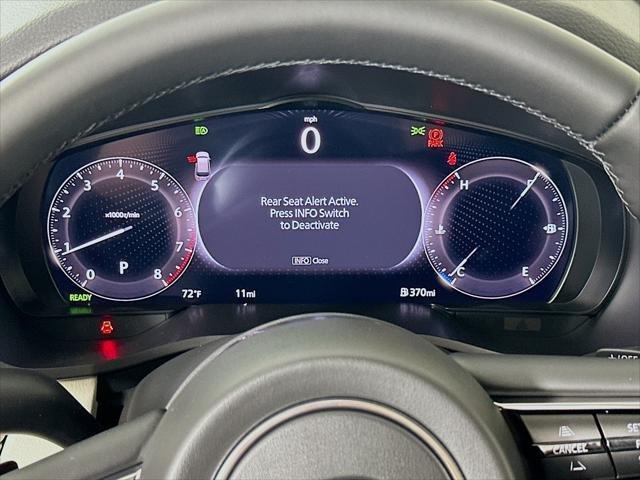 mph
0
PARK
3 4 5
2 x1000r/min 6
1 7
0 P 8
H F
C E
Rear Seat Alert Active.
Press INFO Switch
to Deactivate
INFO Close
READY
72°F 11mi 370mi
CANCEL